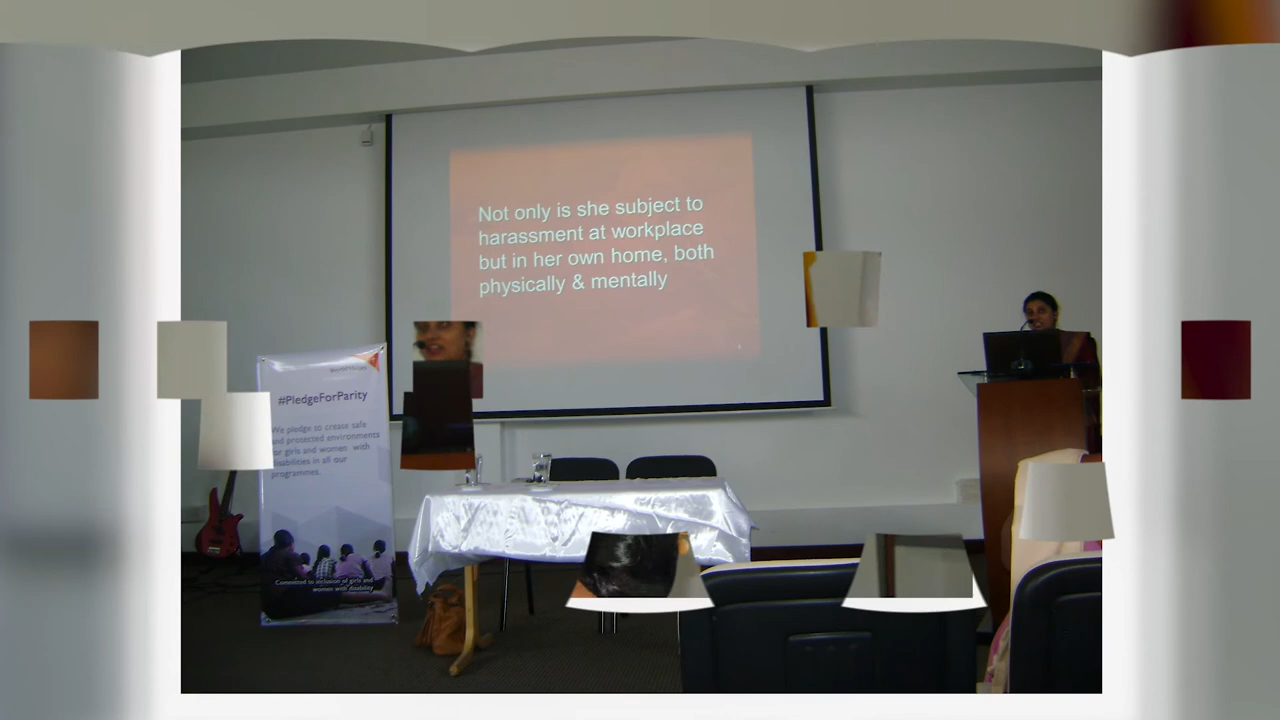 Not only is she subject to
harassment at workplace
but in her own home, both
physically & mentally
#PledgeForParity
We pledge to create safe
and protected environments
for girls and women with
disabilities in all our
programmes.
Committed to inclusion of girls and
women with disability